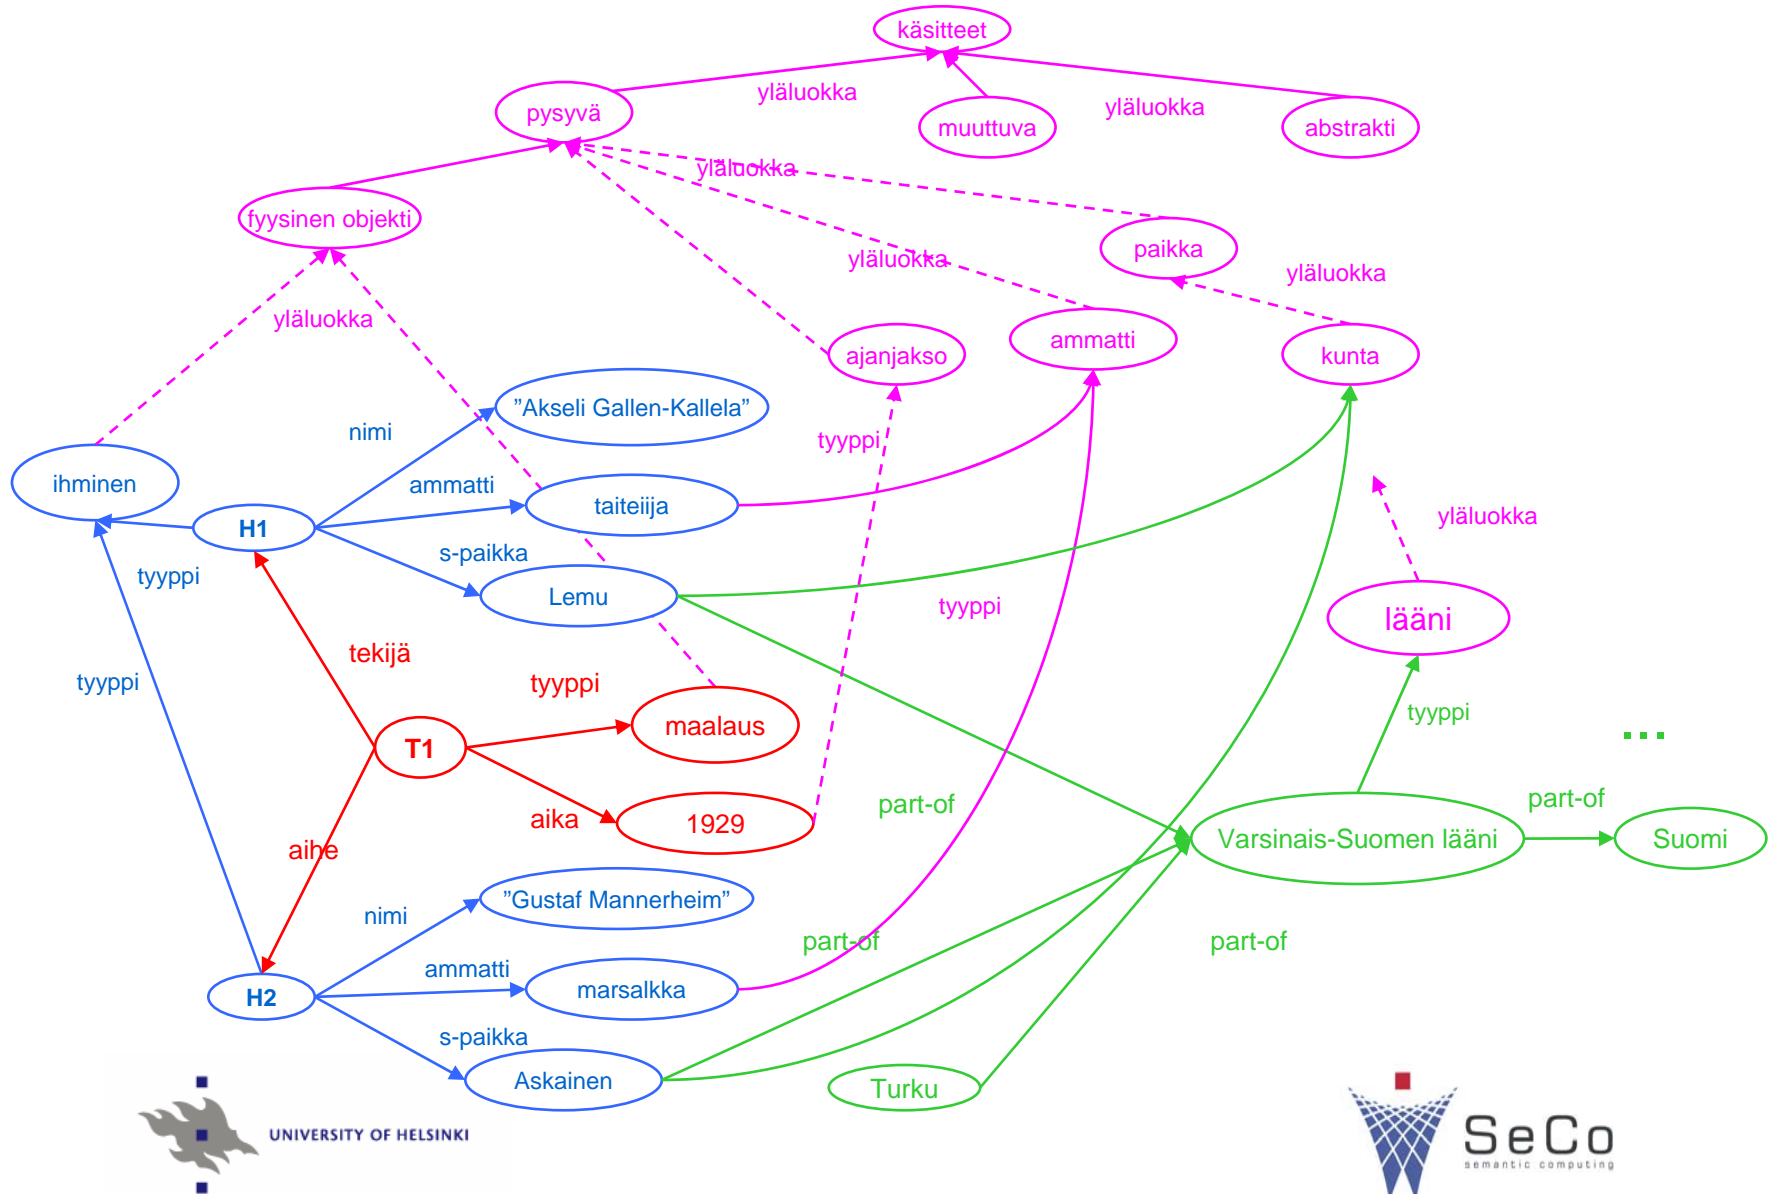 käsitteet
yläluokka
yläluokka
pysyvä
muuttuva
abstrakti
yläluokka
fyysinen objekti
paikka
yläluokka
yläluokka
yläluokka
ajanjakso
ammatti
kunta
"Akseli Gallen-Kallela"
nimi
tyyppi
ihminen
ammatti
taiteiija
H1
yläluokka
s-paikka
tyyppi
Lemu
tyyppi
lääni
tekijä
tyyppi
tyyppi
tyyppi
maalaus
T1
...
part-of
part-of
aika
1929
Varsinais-Suomen lääni
Suomi
aihe
"Gustaf Mannerheim"
nimi
part-of
part-of
ammatti
marsalkka
H2
s-paikka
Askainen
Turku
UNIVERSITY OF HELSINKI
SeCo
semantic computing